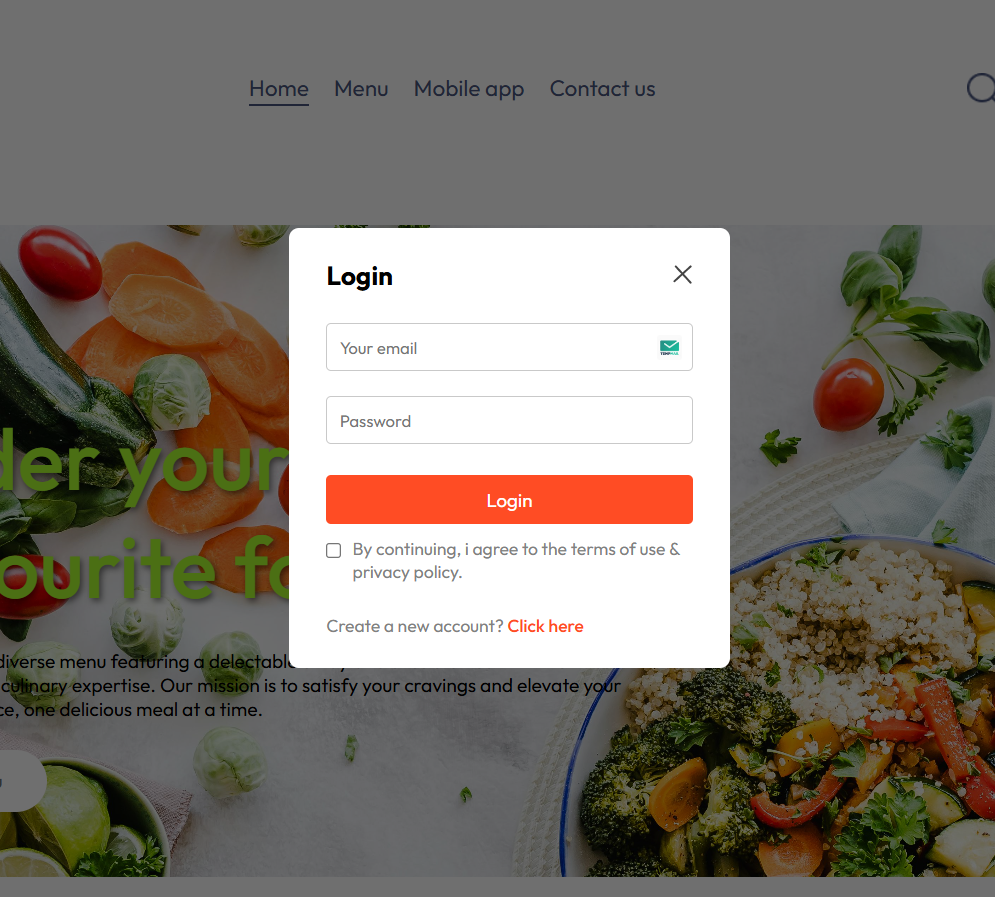 Home Menu Mobile app Contact us
Login
Your email
Password
Login
By continuing, i agree to the terms of use &
privacy policy.
Create a new account? Click here
der your
ourite fo
diverse menu featuring a delectable
culinary expertise. Our mission is to satisfy your cravings and elevate your
ce, one delicious meal at a time.